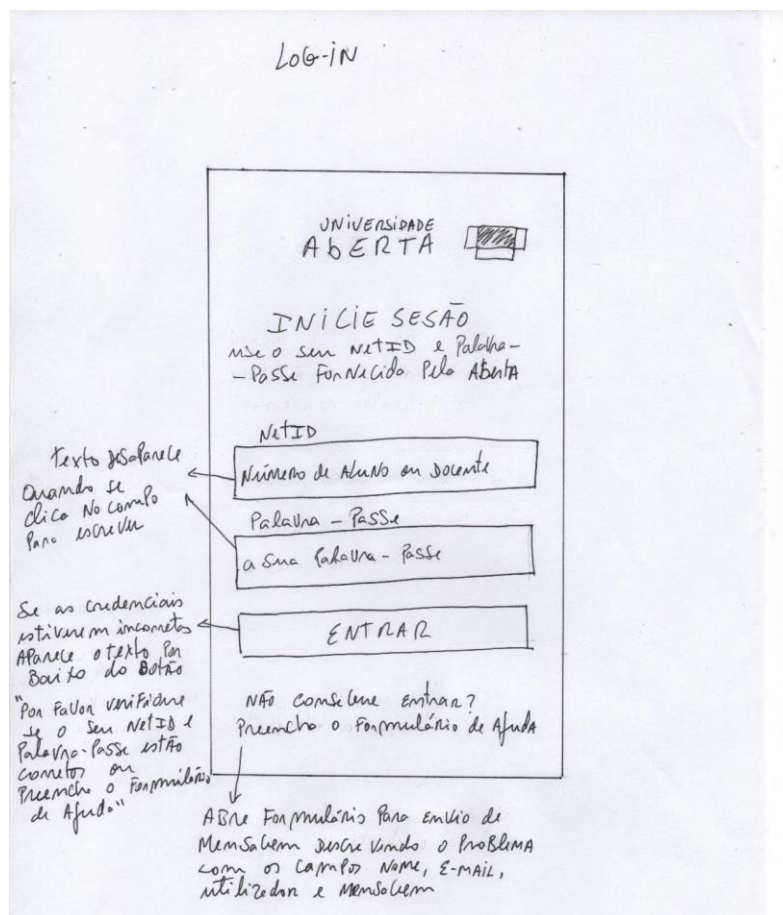 LOG-IN
UNIVERSIDADE
AbERTA
INICIE SESÃO
use o seu NetID e Palavra-
-Passe Fornecida Pela Aberta
NetID
Número de Aluno ou Docente
Palavra-Passe
a sua Palavra-Passe
ENTRAR
NÃO consegue entrar?
Preencha o Formulário de Ajuda
texto desaparece
Quando se
clica no campo
Para escrever
Se as credenciais
estiverem incorretas
Aparece o texto Por
Baixo do Botão
"Por Favor verifique
se o seu NetID e
Palavra-Passe estão
corretos ou
Preencha o Formulário
de Ajuda"
ABre Formulário Para envio de
Mensagem descrevendo o ProBlema
com os campos Nome, E-MAIL,
utilizador e Mensagem